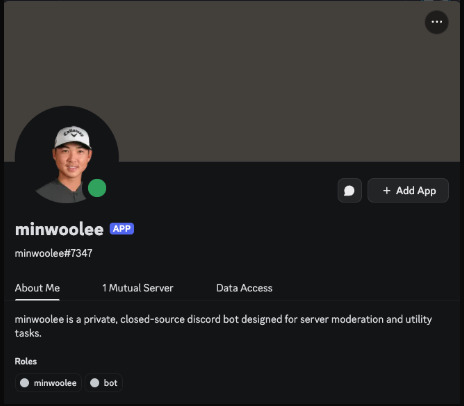 Callaway
+ Add App
minwoolee APP
minwoolee#7347
About Me 1 Mutual Server Data Access
minwoolee is a private, closed-source discord bot designed for server moderation and utility
tasks.
Roles
minwoolee bot